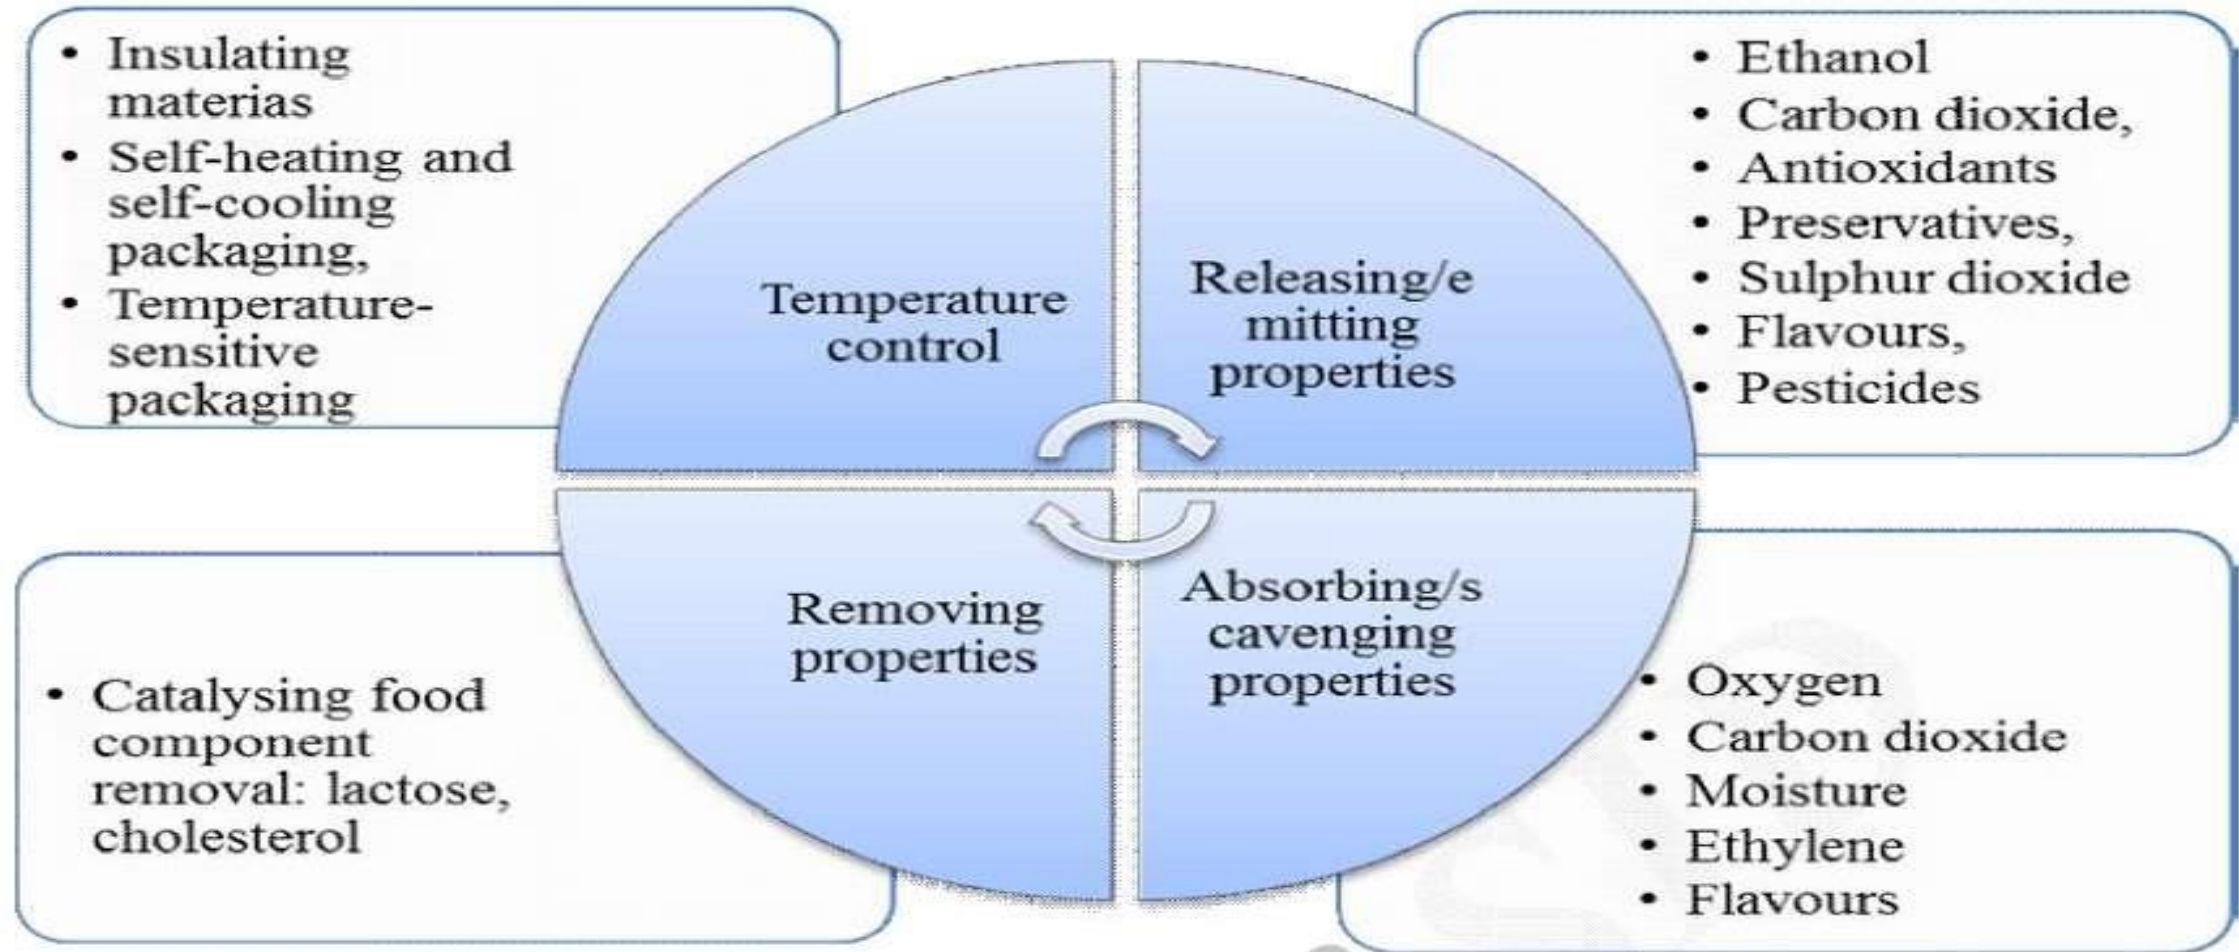 • Insulating
materias
• Self-heating and
self-cooling
packaging,
• Temperature-
sensitive
packaging
Temperature
control
Releasing/e
mitting
properties
• Ethanol
• Carbon dioxide,
• Antioxidants
• Preservatives,
• Sulphur dioxide
• Flavours,
• Pesticides
• Catalysing food
component
removal: lactose,
cholesterol
Removing
properties
Absorbing/s
cavenging
properties
• Oxygen
• Carbon dioxide
• Moisture
• Ethylene
• Flavours